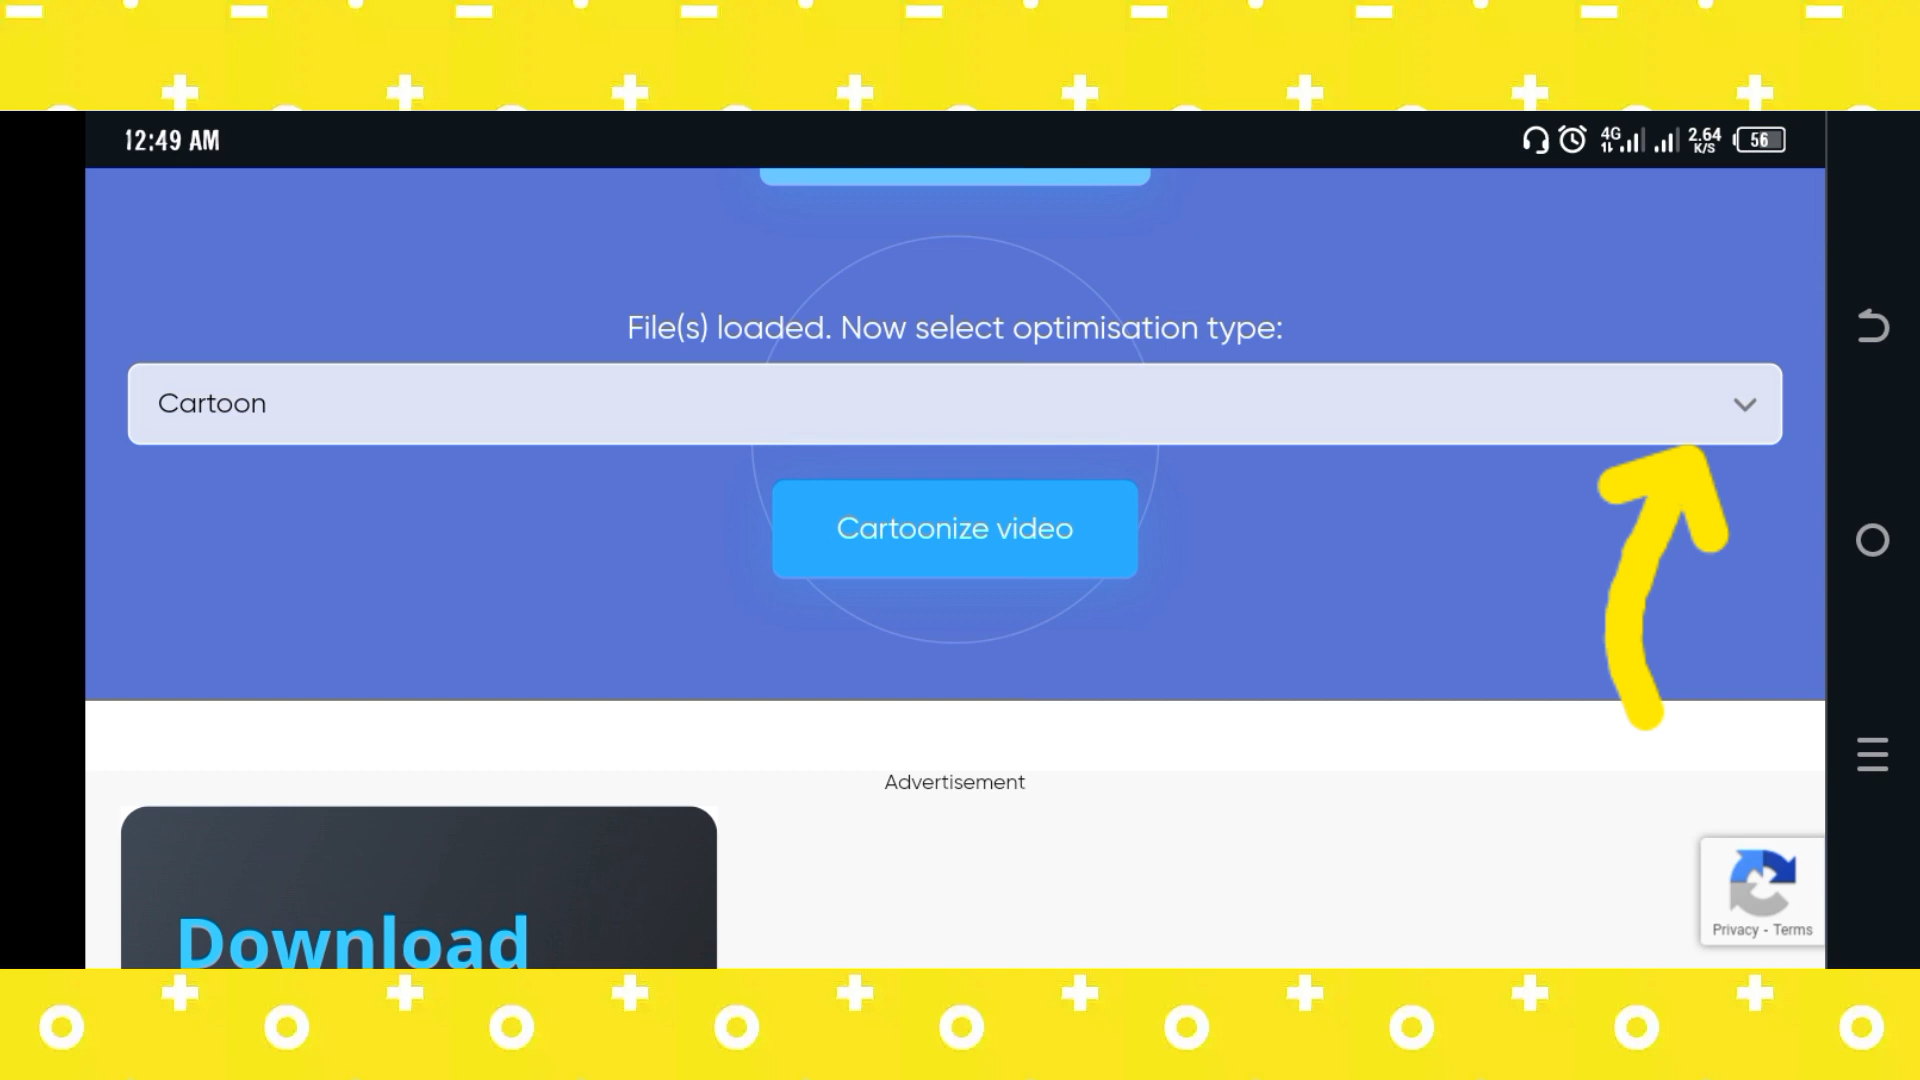 12:49 AM
4G
2.64
K/S
56
File(s) loaded. Now select optimisation type:
Cartoon
Cartoonize video
Advertisement
Download
Privacy - Terms